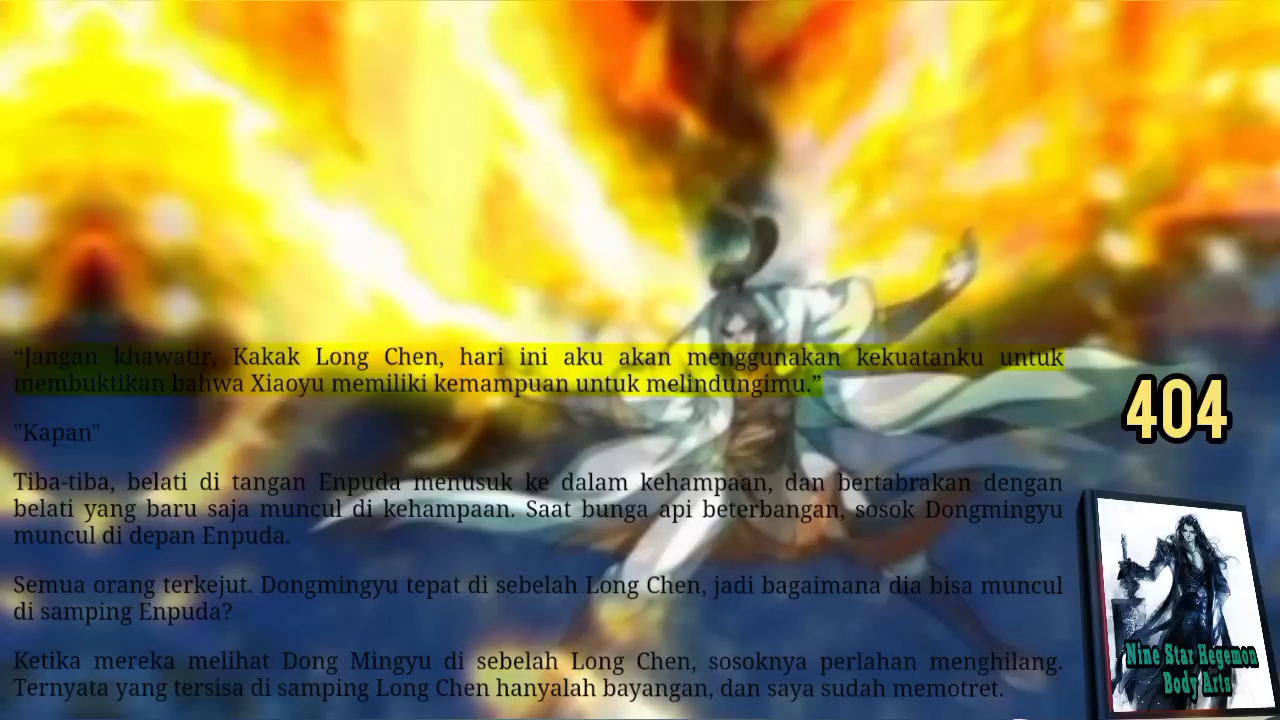 “Jangan khawatir, Kakak Long Chen, hari ini aku akan menggunakan kekuatanku untuk
membuktikan bahwa Xiaoyu memiliki kemampuan untuk melindungimu.”
"Kapan"
Tiba-tiba, belati di tangan Enpuda menusuk ke dalam kehampaan, dan bertabrakan dengan
belati yang baru saja muncul di kehampaan. Saat bunga api beterbangan, sosok Dongmingyu
muncul di depan Enpuda.
Semua orang terkejut. Dongmingyu tepat di sebelah Long Chen, jadi bagaimana dia bisa muncul
di samping Enpuda?
Ketika mereka melihat Dong Mingyu di sebelah Long Chen, sosoknya perlahan menghilang.
Ternyata yang tersisa di samping Long Chen hanyalah bayangan, dan saya sudah memotret.
404
Nine Star Hegemon
Body Arts